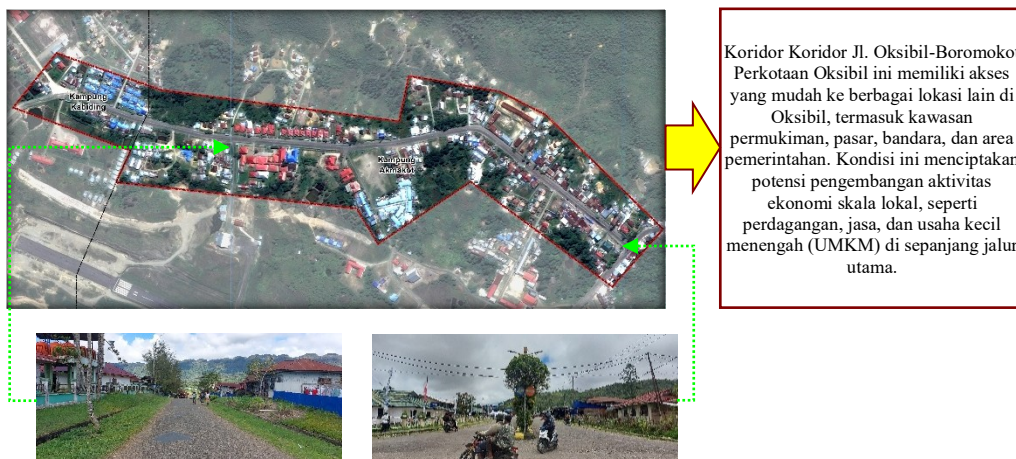 Kampung
Kabiding
Kampung
Akmakot
Koridor Koridor Jl. Oksibil-Boromokot
Perkotaan Oksibil ini memiliki akses
yang mudah ke berbagai lokasi lain di
Oksibil, termasuk kawasan
permukiman, pasar, bandara, dan area
pemerintahan. Kondisi ini menciptakan
potensi pengembangan aktivitas
ekonomi skala lokal, seperti
perdagangan, jasa, dan usaha kecil
menengah (UMKM) di sepanjang jalur
utama.